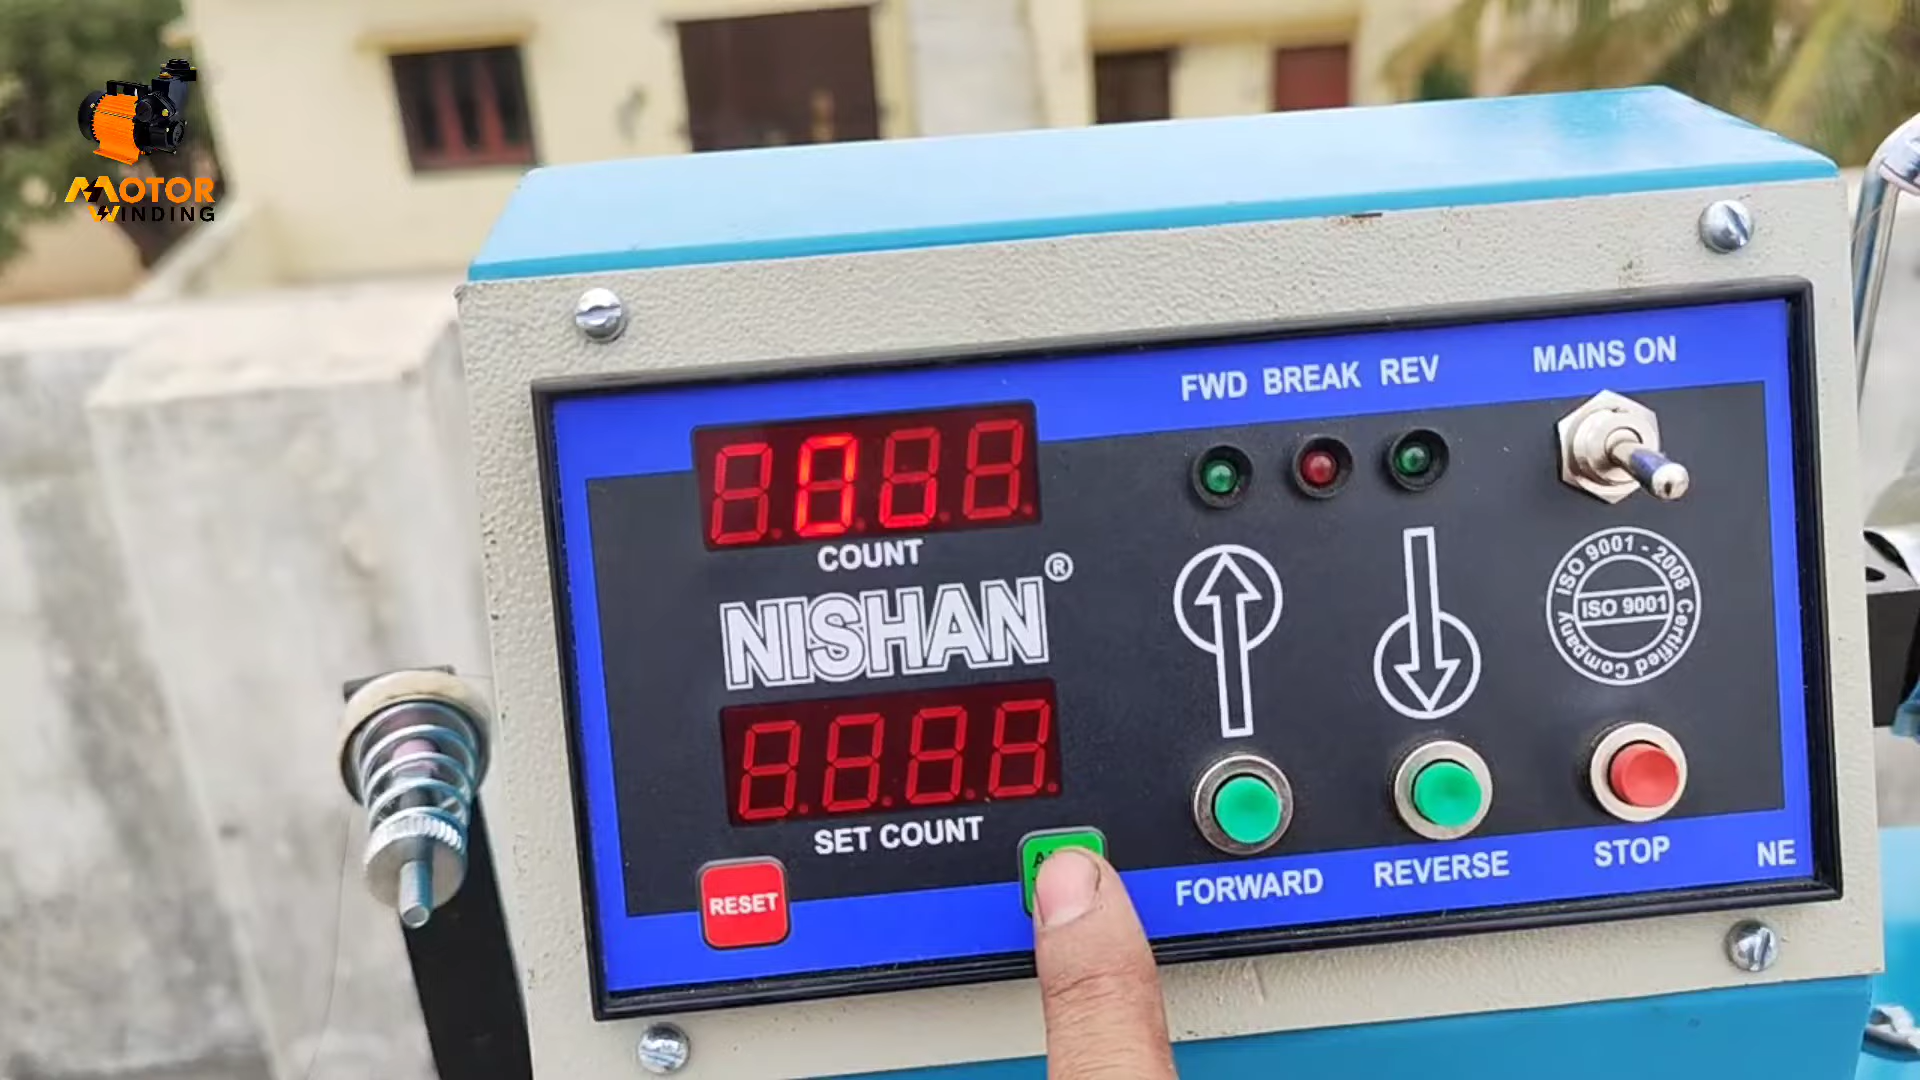 MOTOR
WINDING
FWD BREAK REV
MAINS ON
COUNT
NISHAN®
ISO 9001 - 2008 Certified Company
ISO 9001
SET COUNT
RESET
FORWARD
REVERSE
STOP
NE